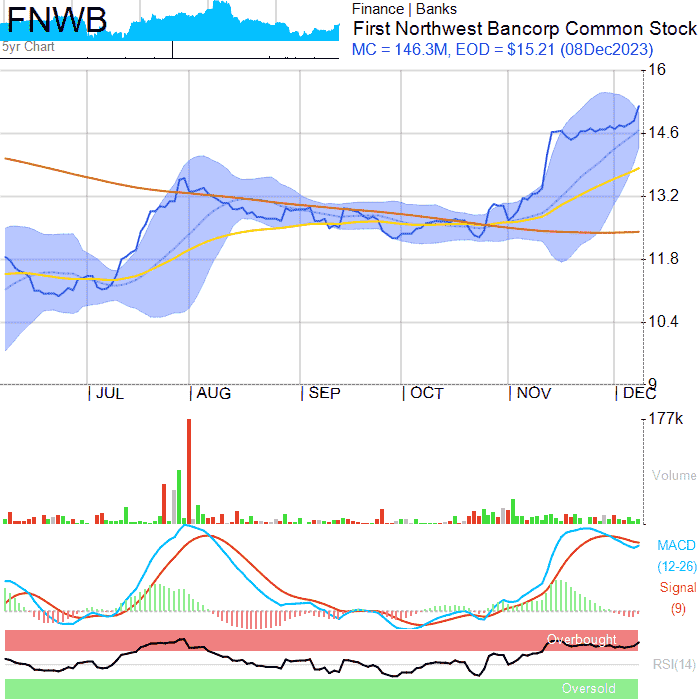 FNWB
5yr Chart
Finance | Banks
First Northwest Bancorp Common Stock
MC = 146.3M, EOD = $15.21 (08Dec2023)
16
14.6
13.2
11.8
10.4
9
JUL AUG SEP OCT NOV DEC
177k
Volume
MACD
(12-26)
Signal
(9)
Overbought
RSI(14)
Oversold